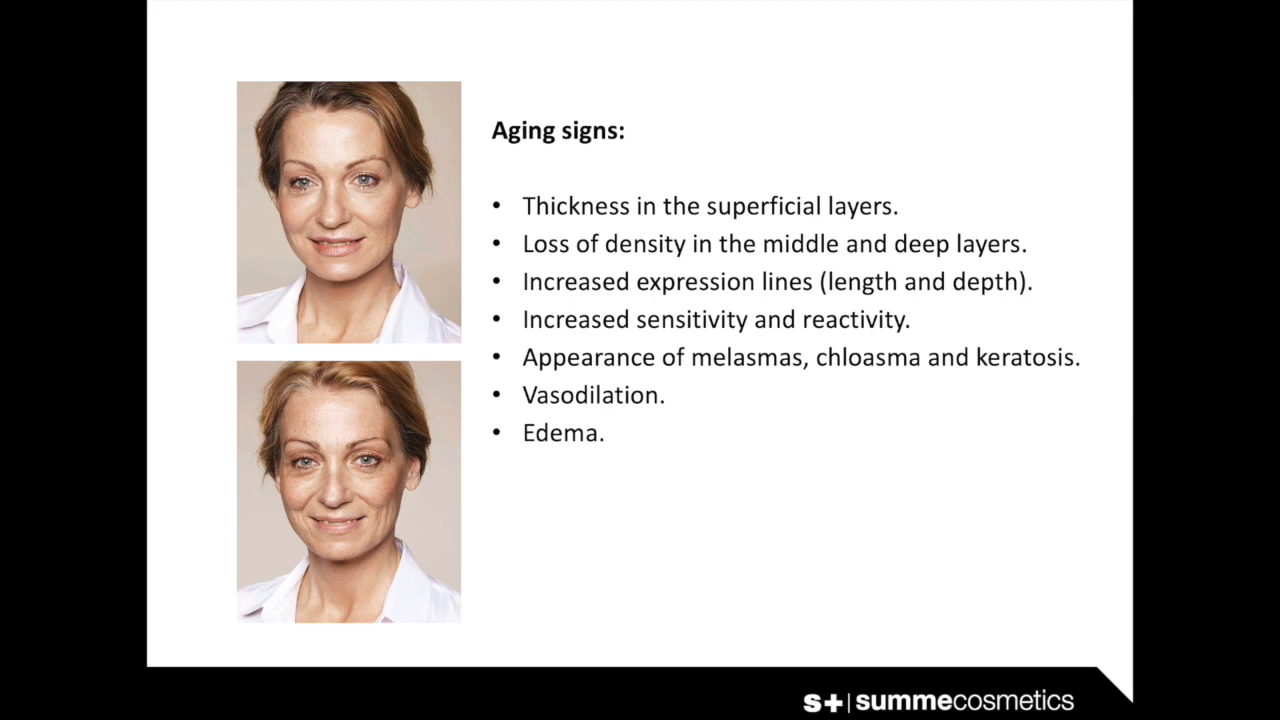 Aging signs:
• Thickness in the superficial layers.
• Loss of density in the middle and deep layers.
• Increased expression lines (length and depth).
• Increased sensitivity and reactivity.
• Appearance of melasmas, chloasma and keratosis.
• Vasodilation.
• Edema.
s+ | summecosmetics